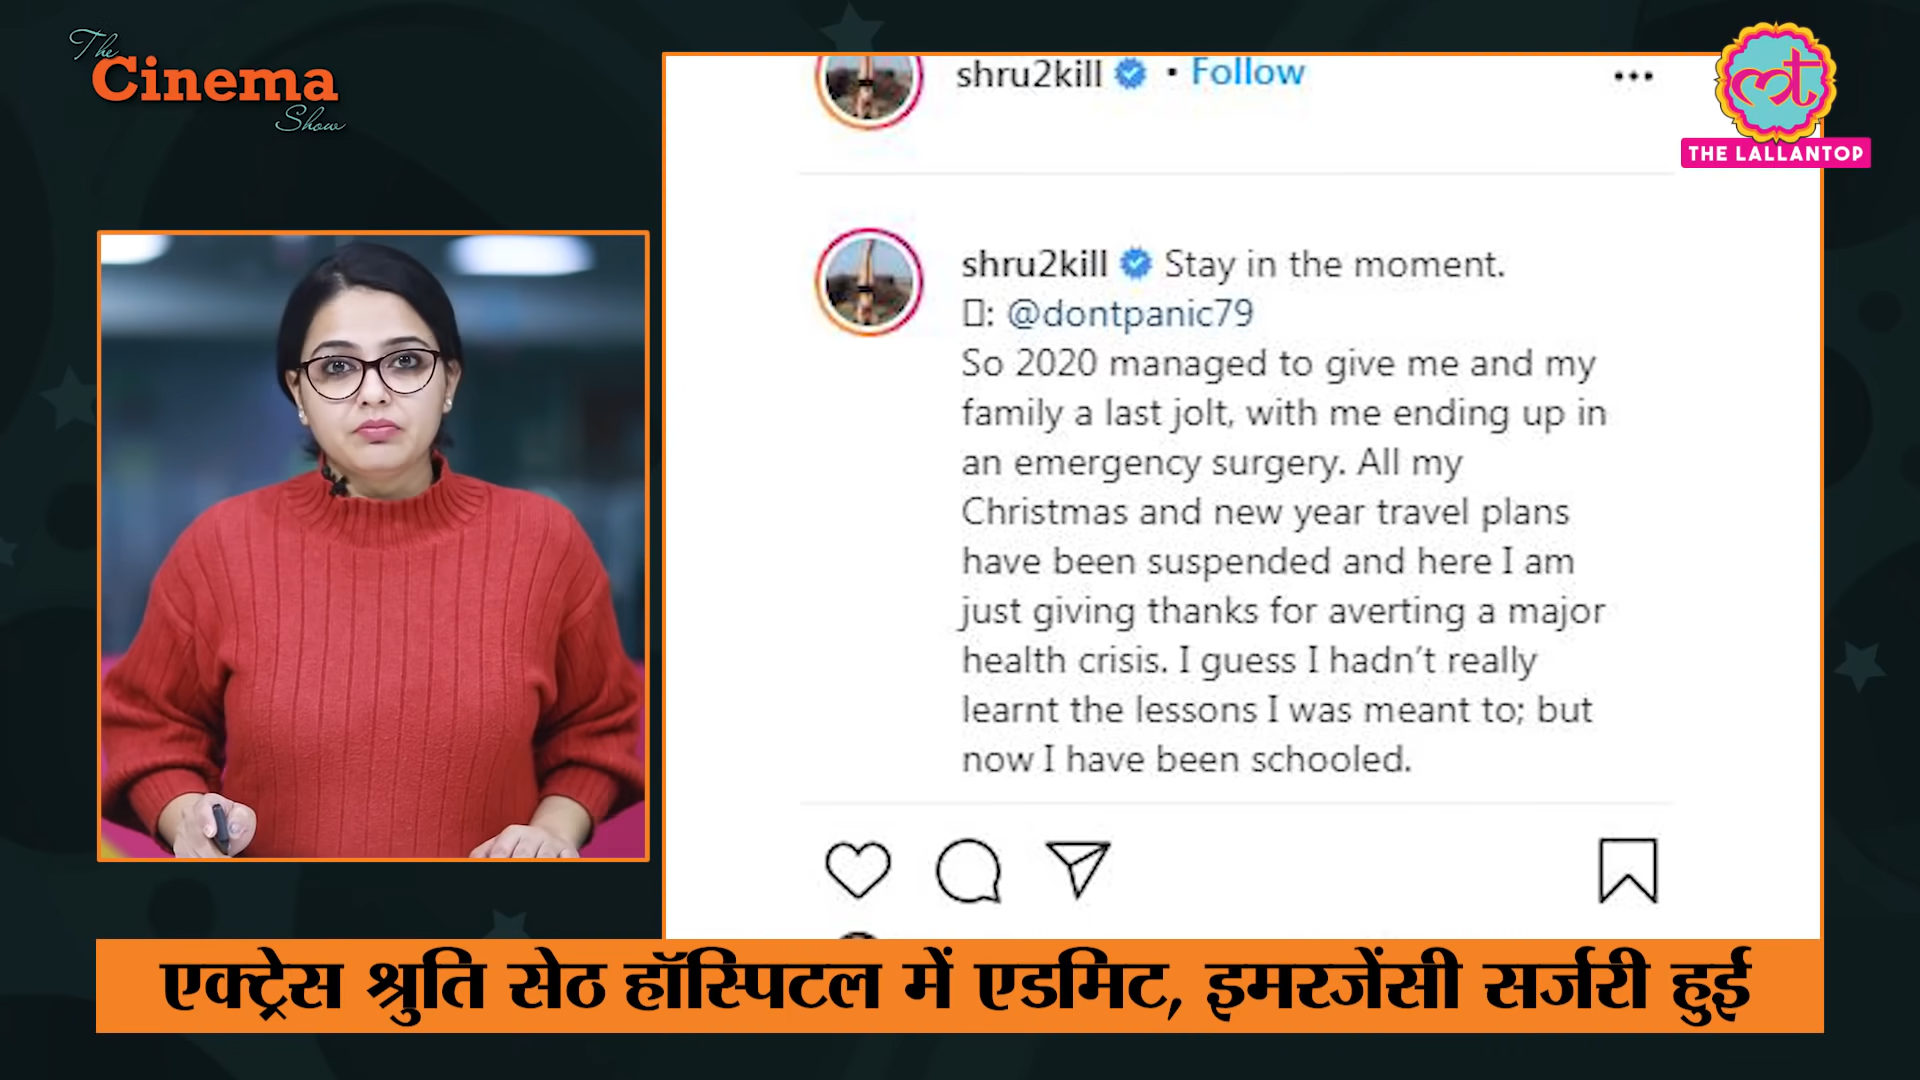 The
Cinema
Show
shru2kill • Follow
THE LALLANTOP
shru2kill Stay in the moment.
▯: @dontpanic79
So 2020 managed to give me and my
family a last jolt, with me ending up in
an emergency surgery. All my
Christmas and new year travel plans
have been suspended and here I am
just giving thanks for averting a major
health crisis. I guess I hadn’t really
learnt the lessons I was meant to; but
now I have been schooled.
एक्ट्रेस श्रुति सेठ हॉस्पिटल में एडमिट, इमरजेंसी सर्जरी हुई